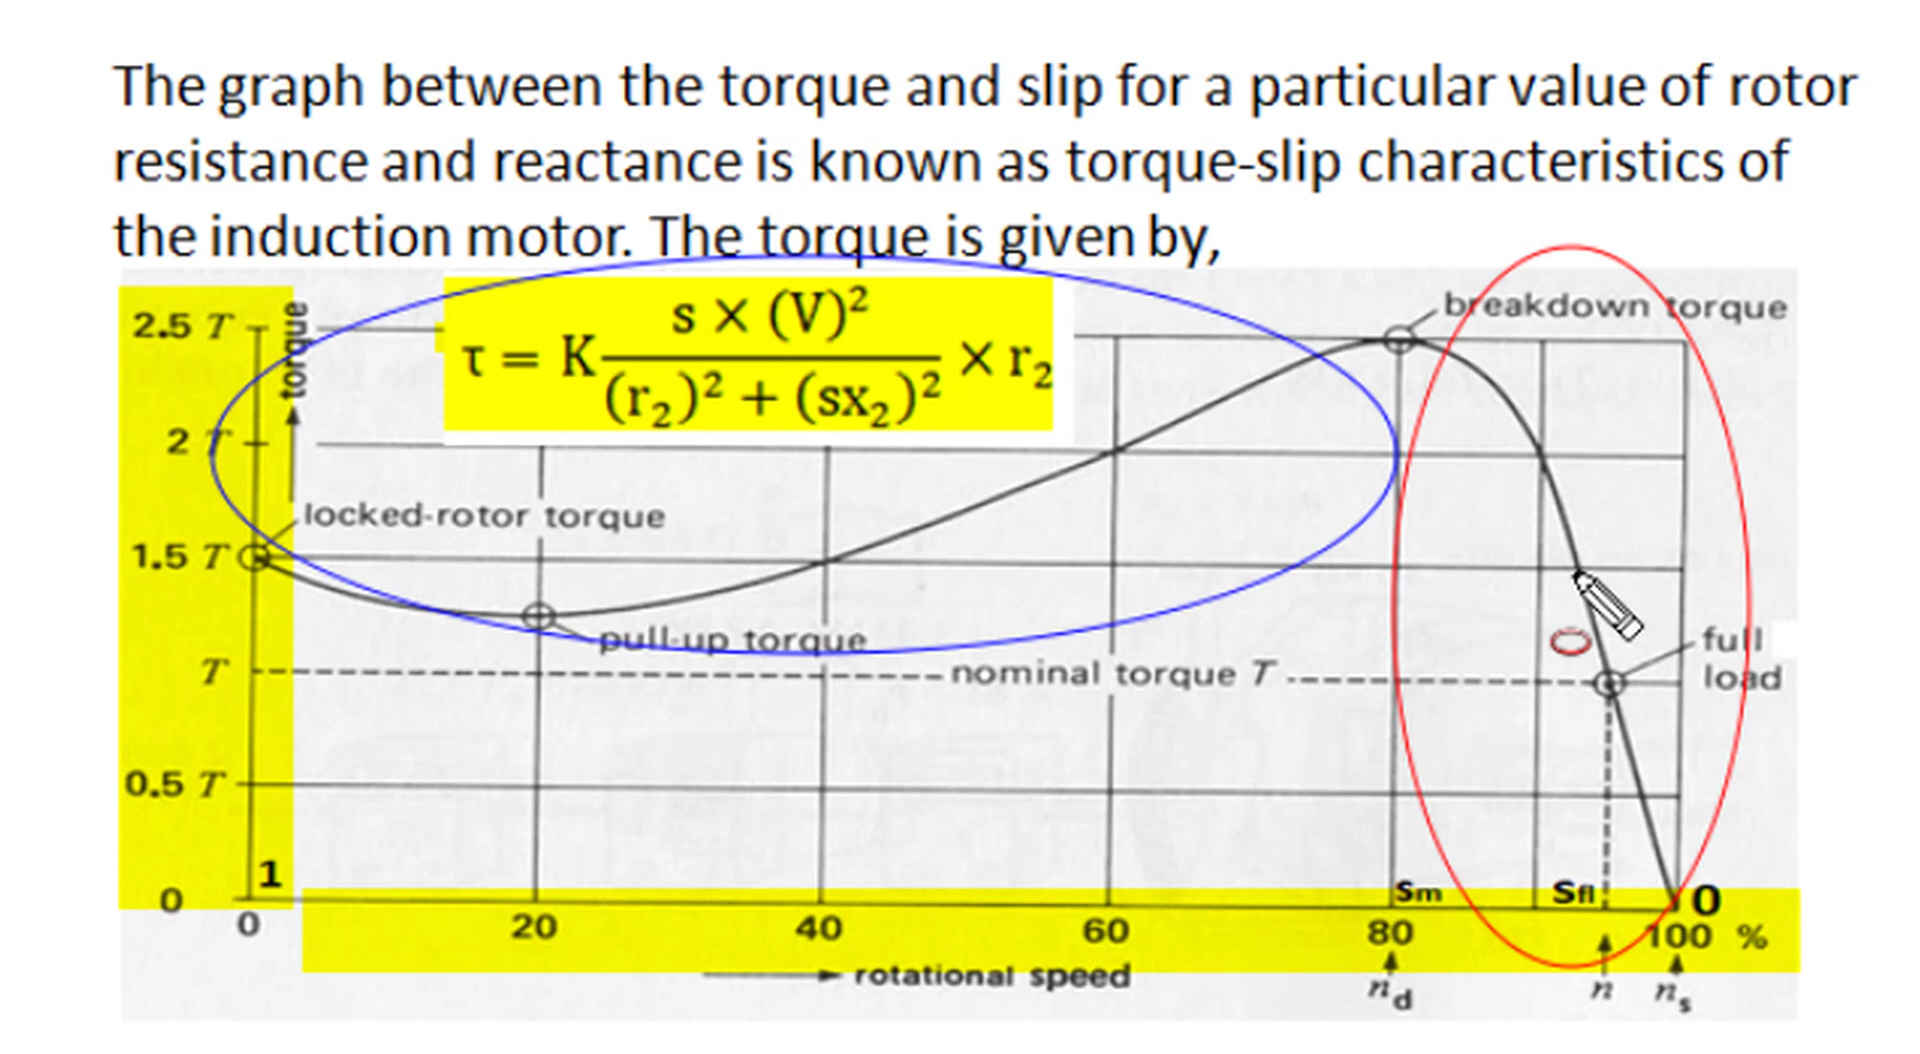 The graph between the torque and slip for a particular value of rotor
resistance and reactance is known as torque-slip characteristics of
the induction motor. The torque is given by,
τ = K s × (V)² / (r₂)² + (sx₂)² × r₂
breakdown torque
2.5 T
torque
2 T
locked-rotor torque
1.5 T
pull-up torque
full
load
T
nominal torque T
0.5 T
1
Sm
Sfl
0
0
0 20 40 60 80 100 %
rotational speed
nd n ns